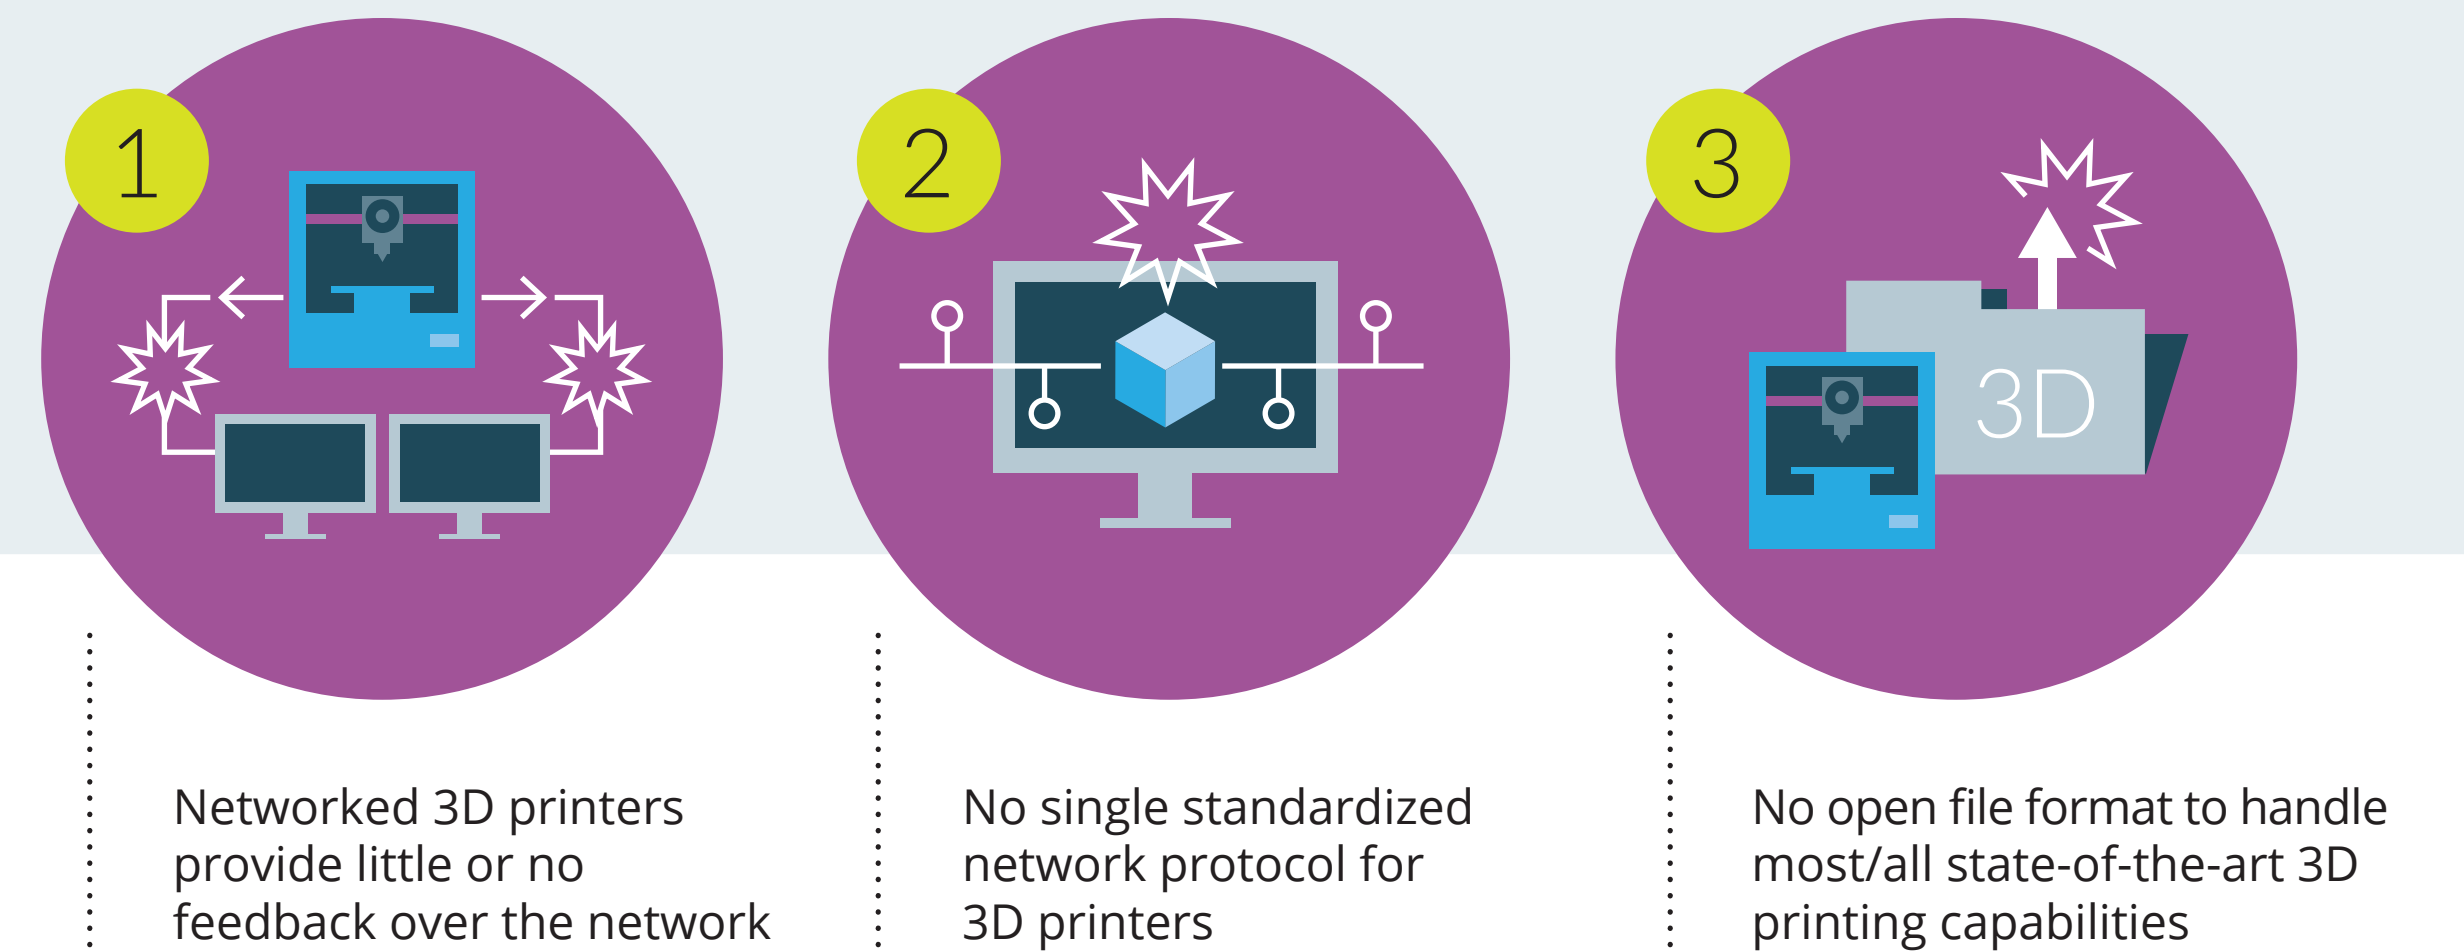 1
2
3
3D
Networked 3D printers
provide little or no
feedback over the network
No single standardized
network protocol for
3D printers
No open file format to handle
most/all state-of-the-art 3D
printing capabilities